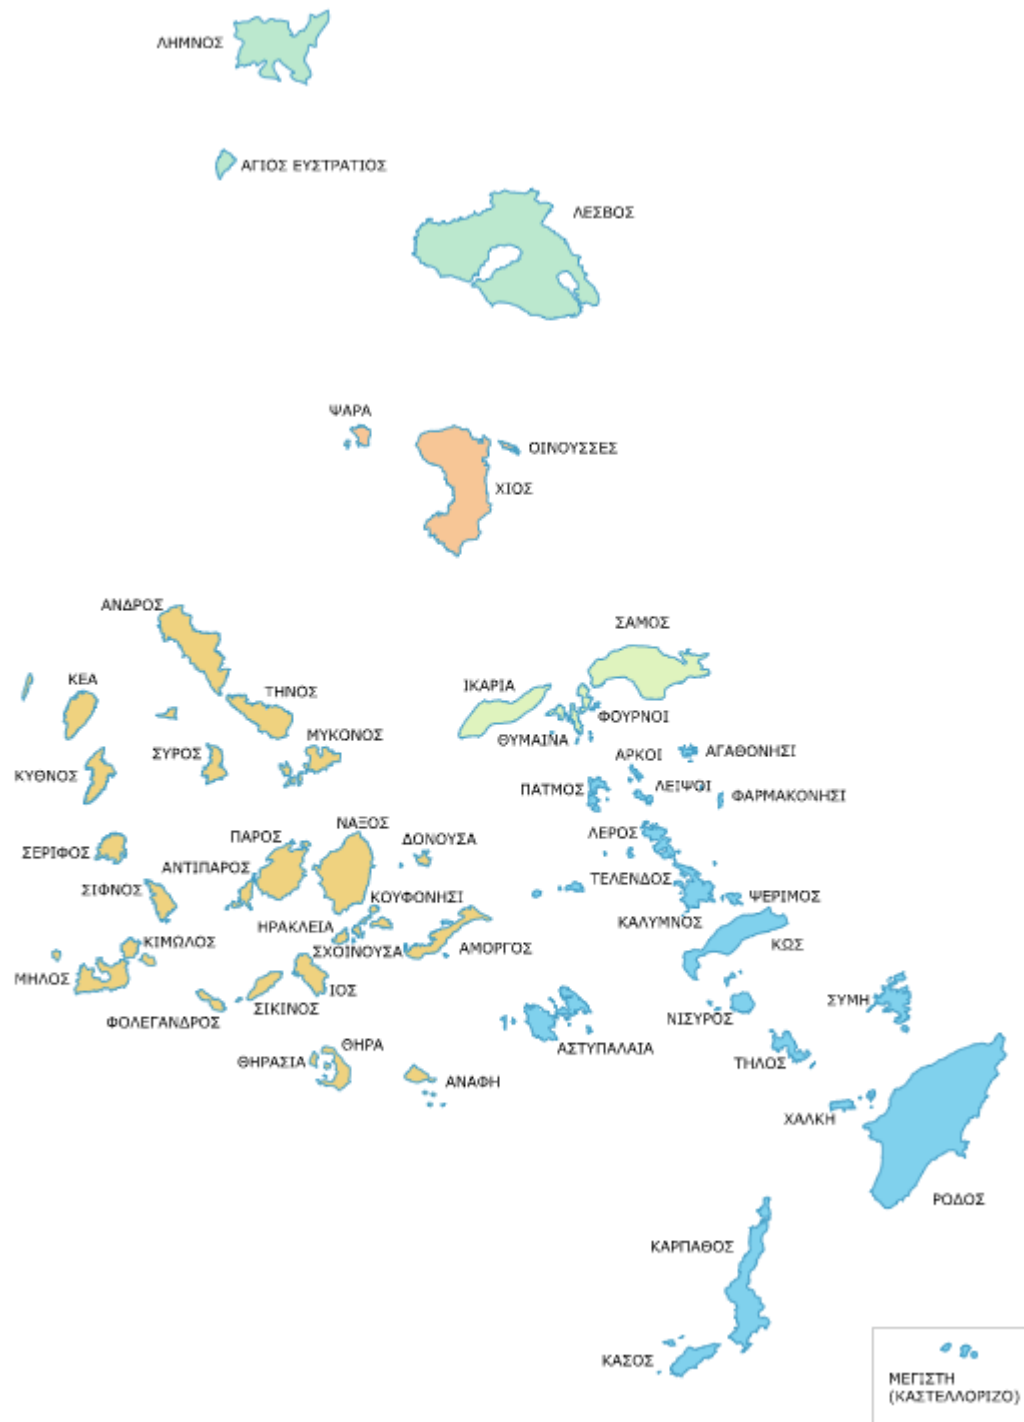 ΛΗΜΝΟΣ
ΑΓΙΟΣ ΕΥΣΤΡΑΤΙΟΣ
ΛΕΣΒΟΣ
ΨΑΡΑ
ΟΙΝΟΥΣΣΕΣ
ΧΙΟΣ
ΑΝΔΡΟΣ
ΣΑΜΟΣ
ΚΕΑ
ΙΚΑΡΙΑ
ΤΗΝΟΣ
ΦΟΥΡΝΟΙ
ΜΥΚΟΝΟΣ
ΘΥΜΑΙΝΑ
ΣΥΡΟΣ
ΑΡΚΟΙ
ΑΓΑΘΟΝΗΣΙ
ΚΥΘΝΟΣ
ΠΑΤΜΟΣ
ΛΕΙΨΟΙ
ΦΑΡΜΑΚΟΝΗΣΙ
ΝΑΞΟΣ
ΠΑΡΟΣ
ΔΟΝΟΥΣΑ
ΛΕΡΟΣ
ΣΕΡΙΦΟΣ
ΑΝΤΙΠΑΡΟΣ
ΤΕΛΕΝΔΟΣ
ΣΙΦΝΟΣ
ΚΟΥΦΟΝΗΣΙ
ΨΕΡΙΜΟΣ
ΗΡΑΚΛΕΙΑ
ΚΑΛΥΜΝΟΣ
ΚΙΜΩΛΟΣ
ΣΧΟΙΝΟΥΣΑ
ΑΜΟΡΓΟΣ
ΚΩΣ
ΜΗΛΟΣ
ΙΟΣ
ΣΙΚΙΝΟΣ
ΣΥΜΗ
ΦΟΛΕΓΑΝΔΡΟΣ
ΝΙΣΥΡΟΣ
ΘΗΡΑ
ΑΣΤΥΠΑΛΑΙΑ
ΘΗΡΑΣΙΑ
ΤΗΛΟΣ
ΑΝΑΦΗ
ΧΑΛΚΗ
ΡΟΔΟΣ
ΚΑΡΠΑΘΟΣ
ΚΑΣΟΣ
ΜΕΓΙΣΤΗ
(ΚΑΣΤΕΛΛΟΡΙΖΟ)